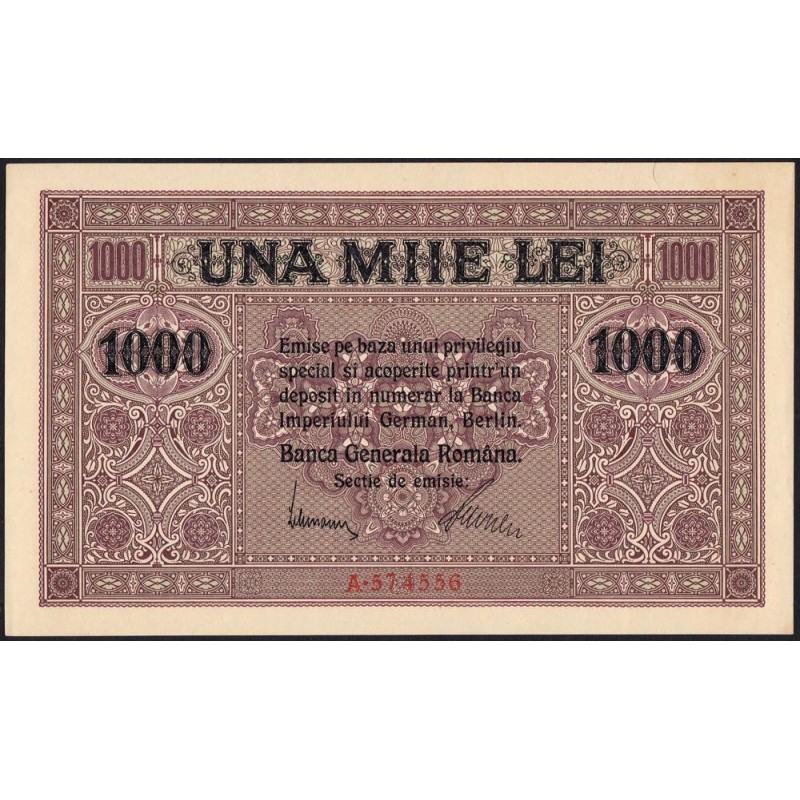 1000 UNA MIIE LEI 1000
1000 1000
Emise pe baza unui privilegiu
special si acoperite printr'un
deposit in numerar la Banca
Imperiului German, Berlin.
Banca Generala Româna.
Sectie de emisie:
A·574556